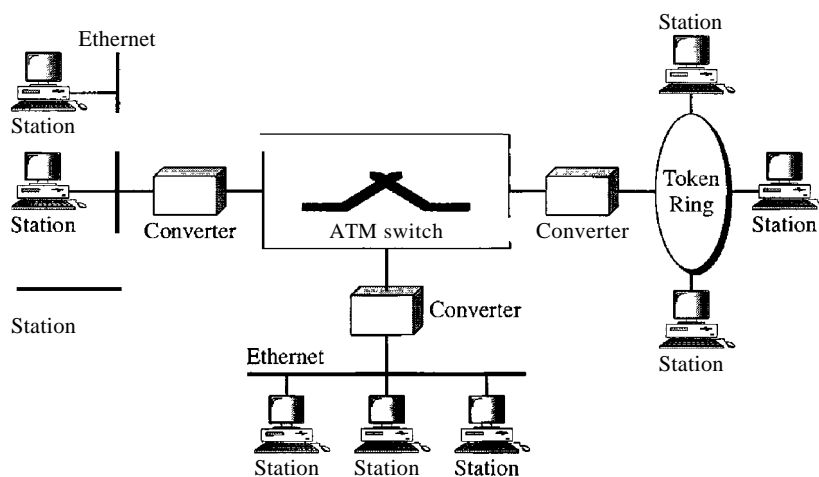 Ethernet
Station
Station
Station
Converter
ATM switch
Converter
Token
Ring
Station
Station
Station
Station
Converter
Ethernet
Station
Station
Station